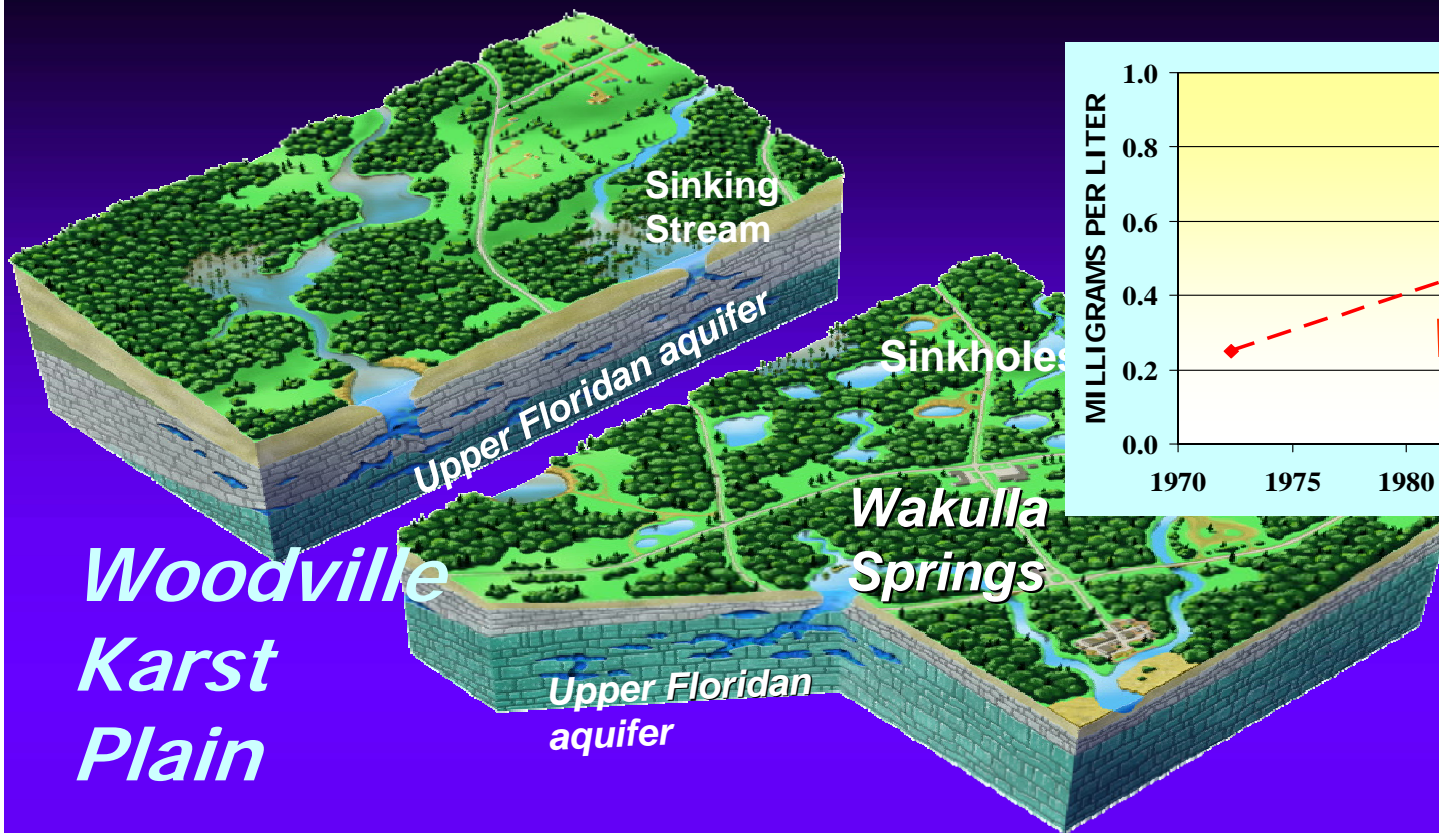 Sinking
Stream
Upper Floridan aquifer
Sinkholes
Wakulla
Springs
Upper Floridan
aquifer
Woodville
Karst
Plain
MILLIGRAMS PER LITER
1.0
0.8
0.6
0.4
0.2
0.0
1970 1975 1980